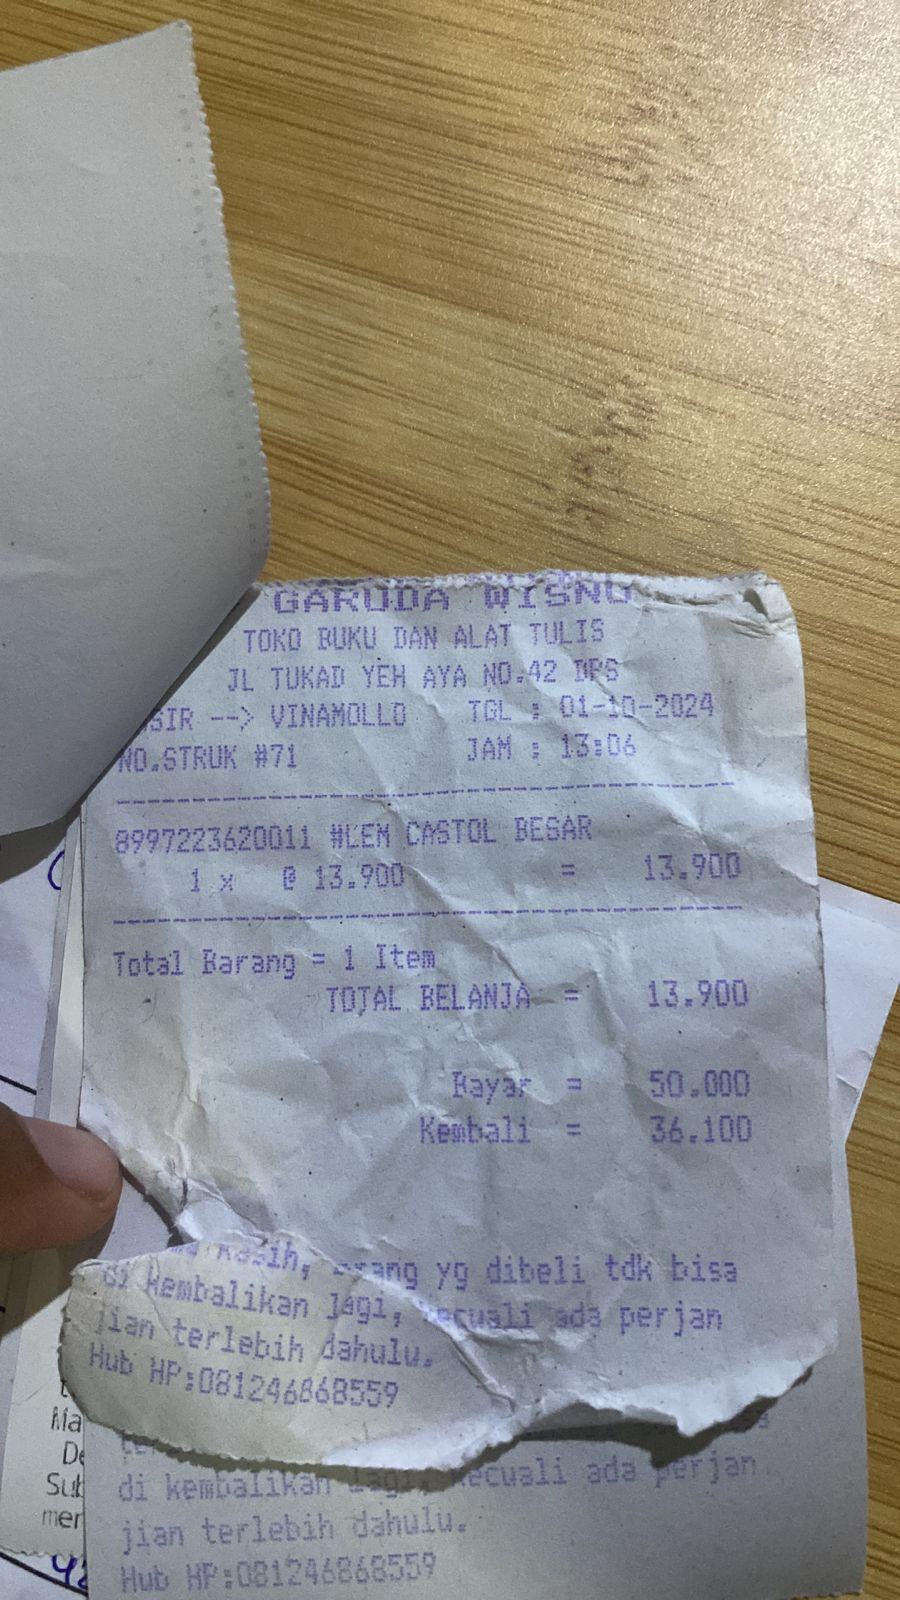 GARUDA WISNU
TOKO BUKU DAN ALAT TULIS
JL TUKAD YEH AYA NO.42 DPS
--> VINAMOLLO TGL : 01-10-2024
NO.STRUK #71 JAM : 13:06
8997223620011 #LEM CASTOL BESAR
1 x @ 13.900 = 13.900
Total Barang = 1 Item
TOTAL BELANJA = 13.900
Bayar = 50.000
Kembali = 36.100
Kasih, yg dibeli tdk bisa
di kembalikan lagi, kecuali ada perjan
jian terlebih dahulu.
Hub HP:081246868559
di kembalikan lagi, kecuali ada perjan
jian terlebih dahulu.
Hub HP:081246868559